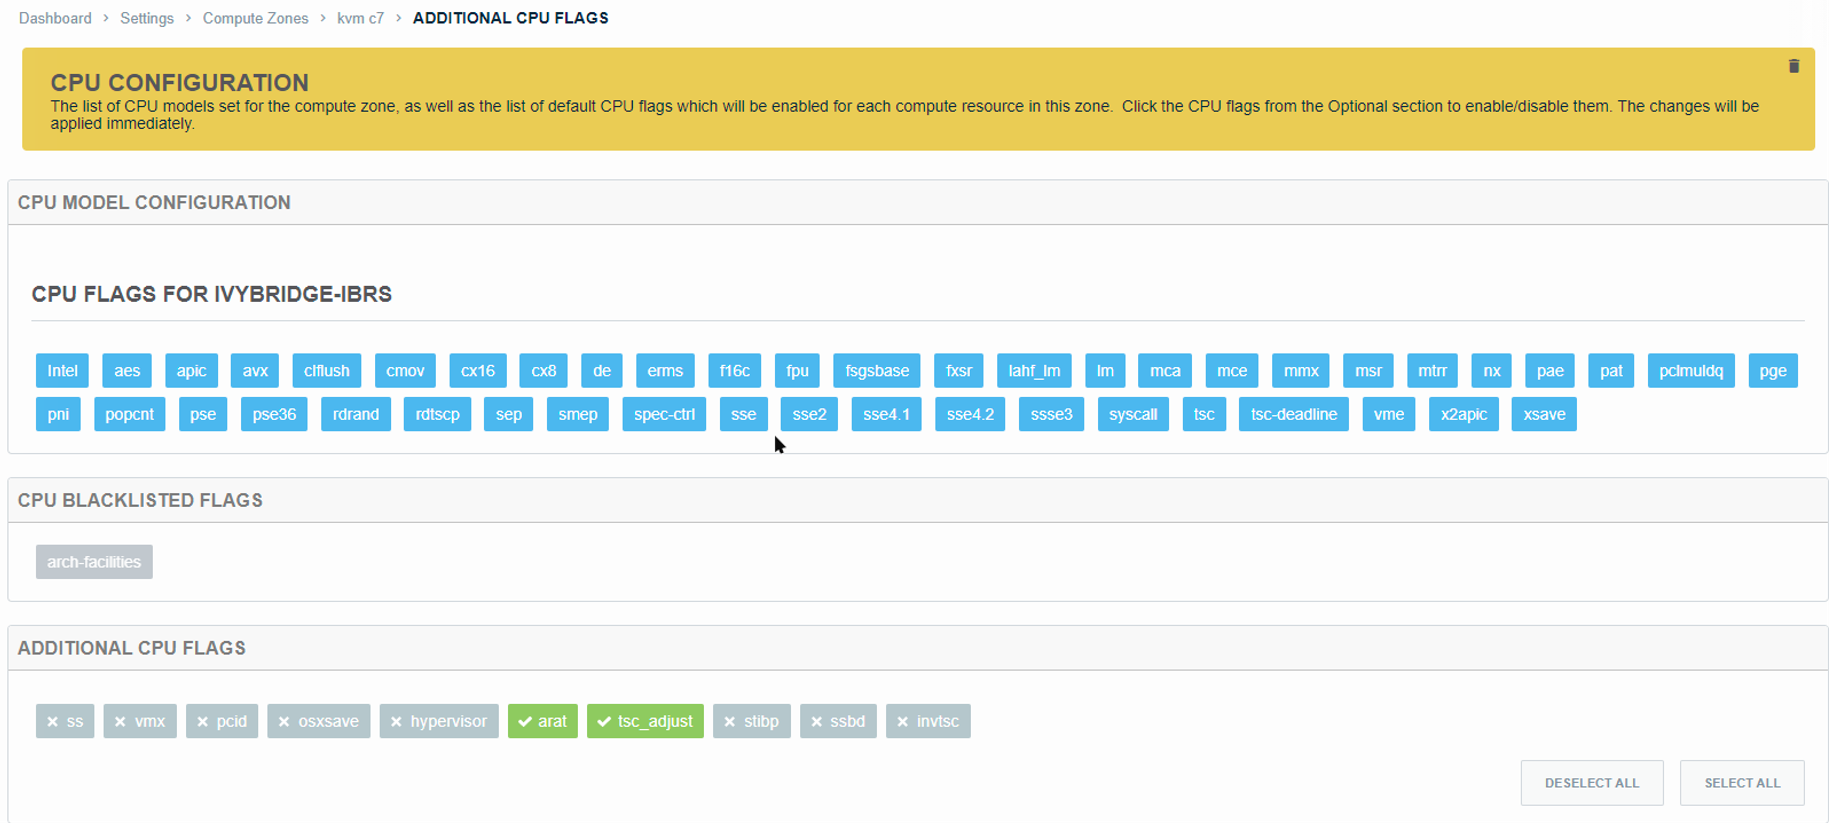 Dashboard > Settings > Compute Zones > kvm c7 > ADDITIONAL CPU FLAGS
CPU CONFIGURATION
The list of CPU models set for the compute zone, as well as the list of default CPU flags which will be enabled for each compute resource in this zone. Click the CPU flags from the Optional section to enable/disable them. The changes will be
applied immediately.
CPU MODEL CONFIGURATION
CPU FLAGS FOR IVYBRIDGE-IBRS
Intel aes apic avx clflush cmov cx16 cx8 de erms f16c fpu fsgsbase fxsr lahf_lm lm mca mce mmx msr mtrr nx pae pat pclmuldq pge
pni popcnt pse pse36 rdrand rdtscp sep smep spec-ctrl sse sse2 sse4.1 sse4.2 ssse3 syscall tsc tsc-deadline vme x2apic xsave
CPU BLACKLISTED FLAGS
arch-facilities
ADDITIONAL CPU FLAGS
ss vmx pcid osxsave hypervisor arat tsc_adjust stibp ssbd invtsc
DESELECT ALL SELECT ALL